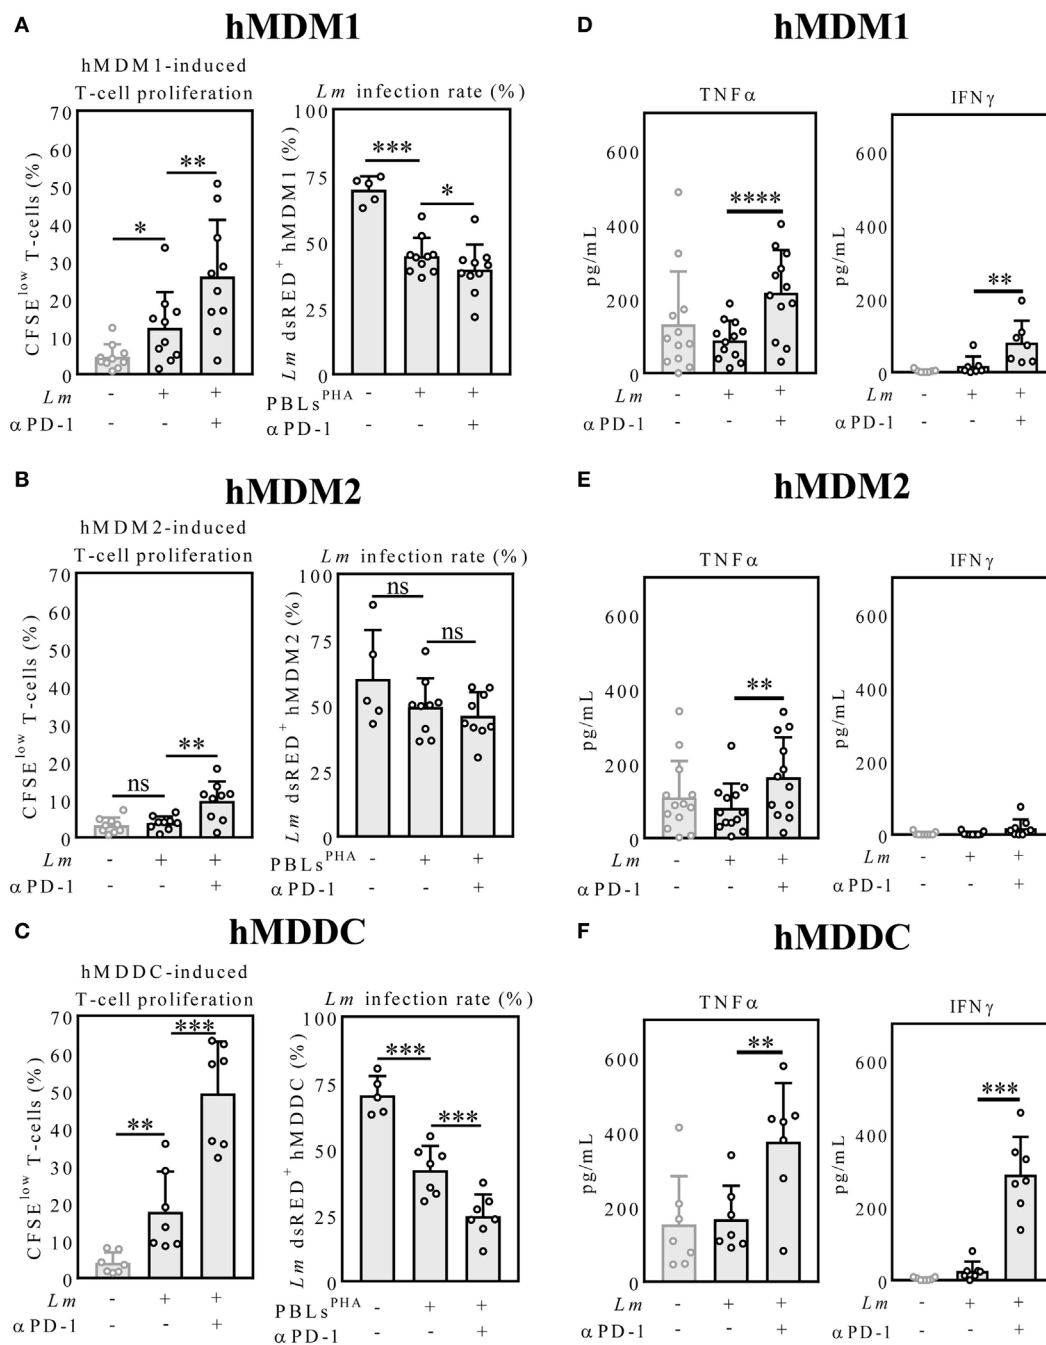 A
hMDM1
hMDM1-induced
T-cell proliferation
CFSE^low T-cells (%)
70
60
50
40
30
20
10
0
*
**
Lm - + +
αPD-1 - - +
Lm infection rate (%)
Lm dsRED+ hMDM1 (%)
100
75
50
25
0
***
*
PBLs^PHA - + +
αPD-1 - - +
D
hMDM1
TNFα
pg/mL
600
400
200
0
****
Lm - + +
αPD-1 - - +
IFNγ
pg/mL
600
400
200
0
**
Lm - + +
αPD-1 - - +
B
hMDM2
hMDM2-induced
T-cell proliferation
CFSE^low T-cells (%)
70
60
50
40
30
20
10
0
ns
**
Lm - + +
αPD-1 - - +
Lm infection rate (%)
Lm dsRED+ hMDM2 (%)
100
75
50
25
0
ns
ns
PBLs^PHA - + +
αPD-1 - - +
E
hMDM2
TNFα
pg/mL
600
400
200
0
**
Lm - + +
αPD-1 - - +
IFNγ
pg/mL
600
400
200
0
Lm - + +
αPD-1 - - +
C
hMDDC
hMDDC-induced
T-cell proliferation
CFSE^low T-cells (%)
70
60
50
40
30
20
10
0
**
***
Lm - + +
αPD-1 - - +
Lm infection rate (%)
Lm dsRED+ hMDDC (%)
100
75
50
25
0
***
***
PBLs^PHA - + +
αPD-1 - - +
F
hMDDC
TNFα
pg/mL
600
400
200
0
**
Lm - + +
αPD-1 - - +
IFNγ
pg/mL
600
400
200
0
***
Lm - + +
αPD-1 - - +